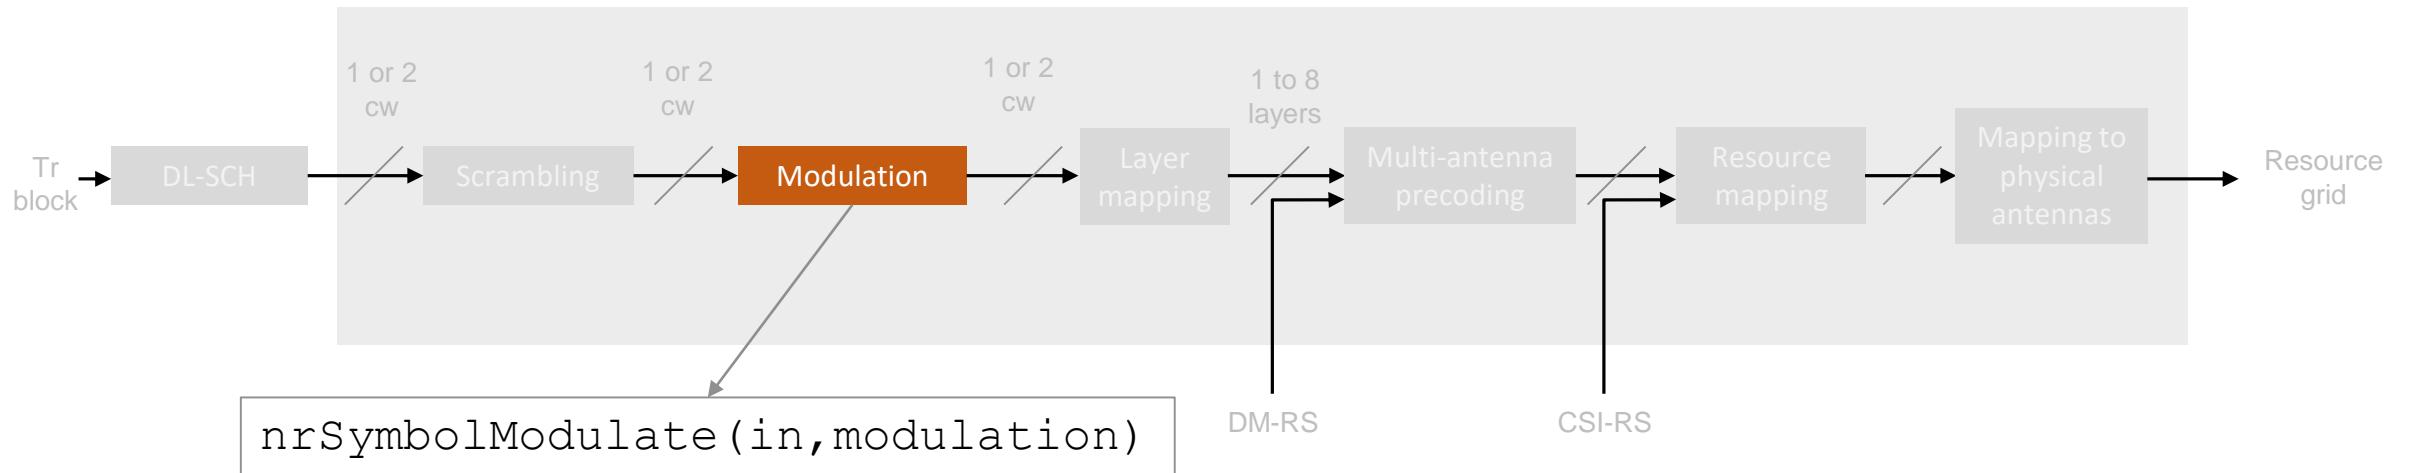 1 or 2
cw
1 or 2
cw
1 or 2
cw
1 to 8
layers
Tr
block
DL-SCH
Scrambling
Modulation
Layer
mapping
Multi-antenna
precoding
Resource
mapping
Mapping to
physical
antennas
Resource
grid
nrSymbolModulate(in,modulation)
DM-RS
CSI-RS